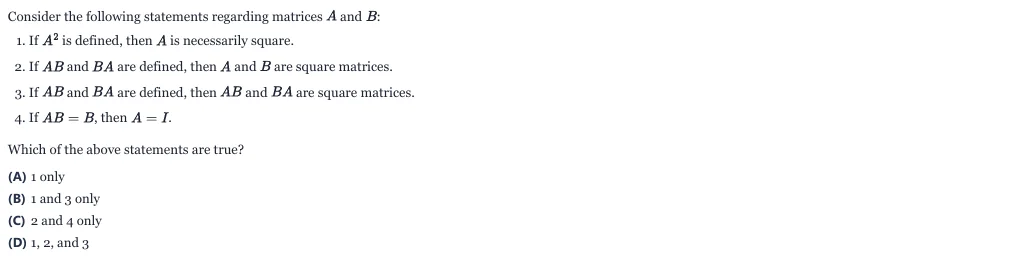 Consider the following statements regarding matrices A and B:
1. If A² is defined, then A is necessarily square.
2. If AB and BA are defined, then A and B are square matrices.
3. If AB and BA are defined, then AB and BA are square matrices.
4. If AB = B, then A = I.
Which of the above statements are true?
(A) 1 only
(B) 1 and 3 only
(C) 2 and 4 only
(D) 1, 2, and 3